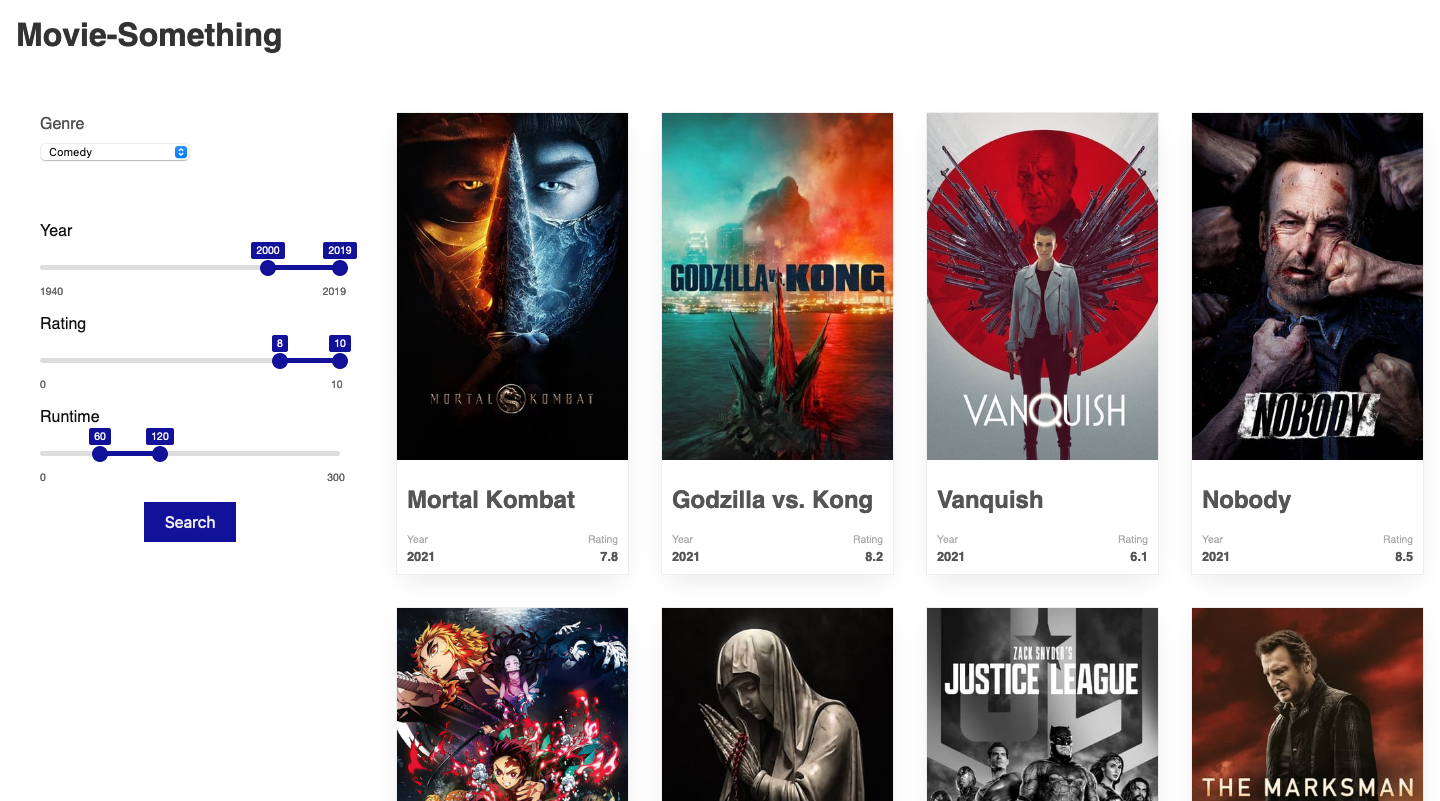 Movie-Something
Genre
Comedy
Year
2000 2019
1940 2019
Rating
8 10
0 10
Runtime
60 120
0 300
Search
MORTAL KOMBAT
Mortal Kombat
Year Rating
2021 7.8
GODZILLA VS. KONG
Godzilla vs. Kong
Year Rating
2021 8.2
VANQUISH
Vanquish
Year Rating
2021 6.1
NOBODY
Nobody
Year Rating
2021 8.5
ZACK SNYDER'S
JUSTICE LEAGUE
THE MARKSMAN